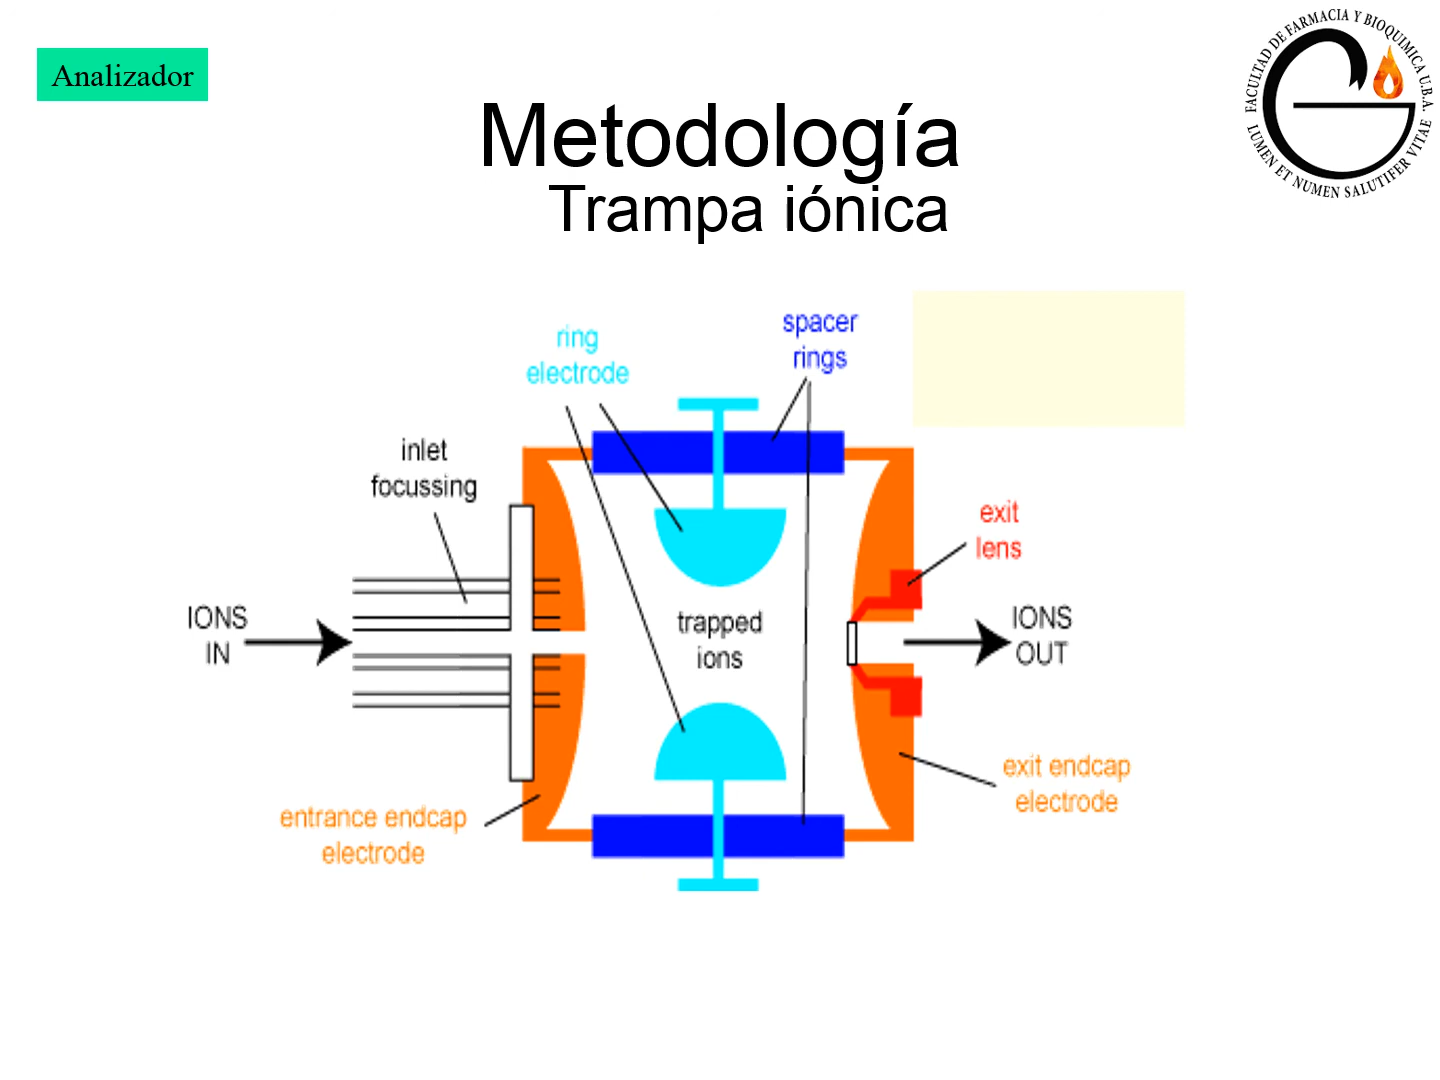 Analizador
FACULTAD DE FARMACIA Y BIOQUIMICA U.B.A.
LUMEN ET NUMEN SALUTIFER VITAE
Metodología
Trampa iónica
ring
electrode
spacer
rings
inlet
focussing
exit
lens
IONS
IN
trapped
ions
IONS
OUT
exit endcap
electrode
entrance endcap
electrode